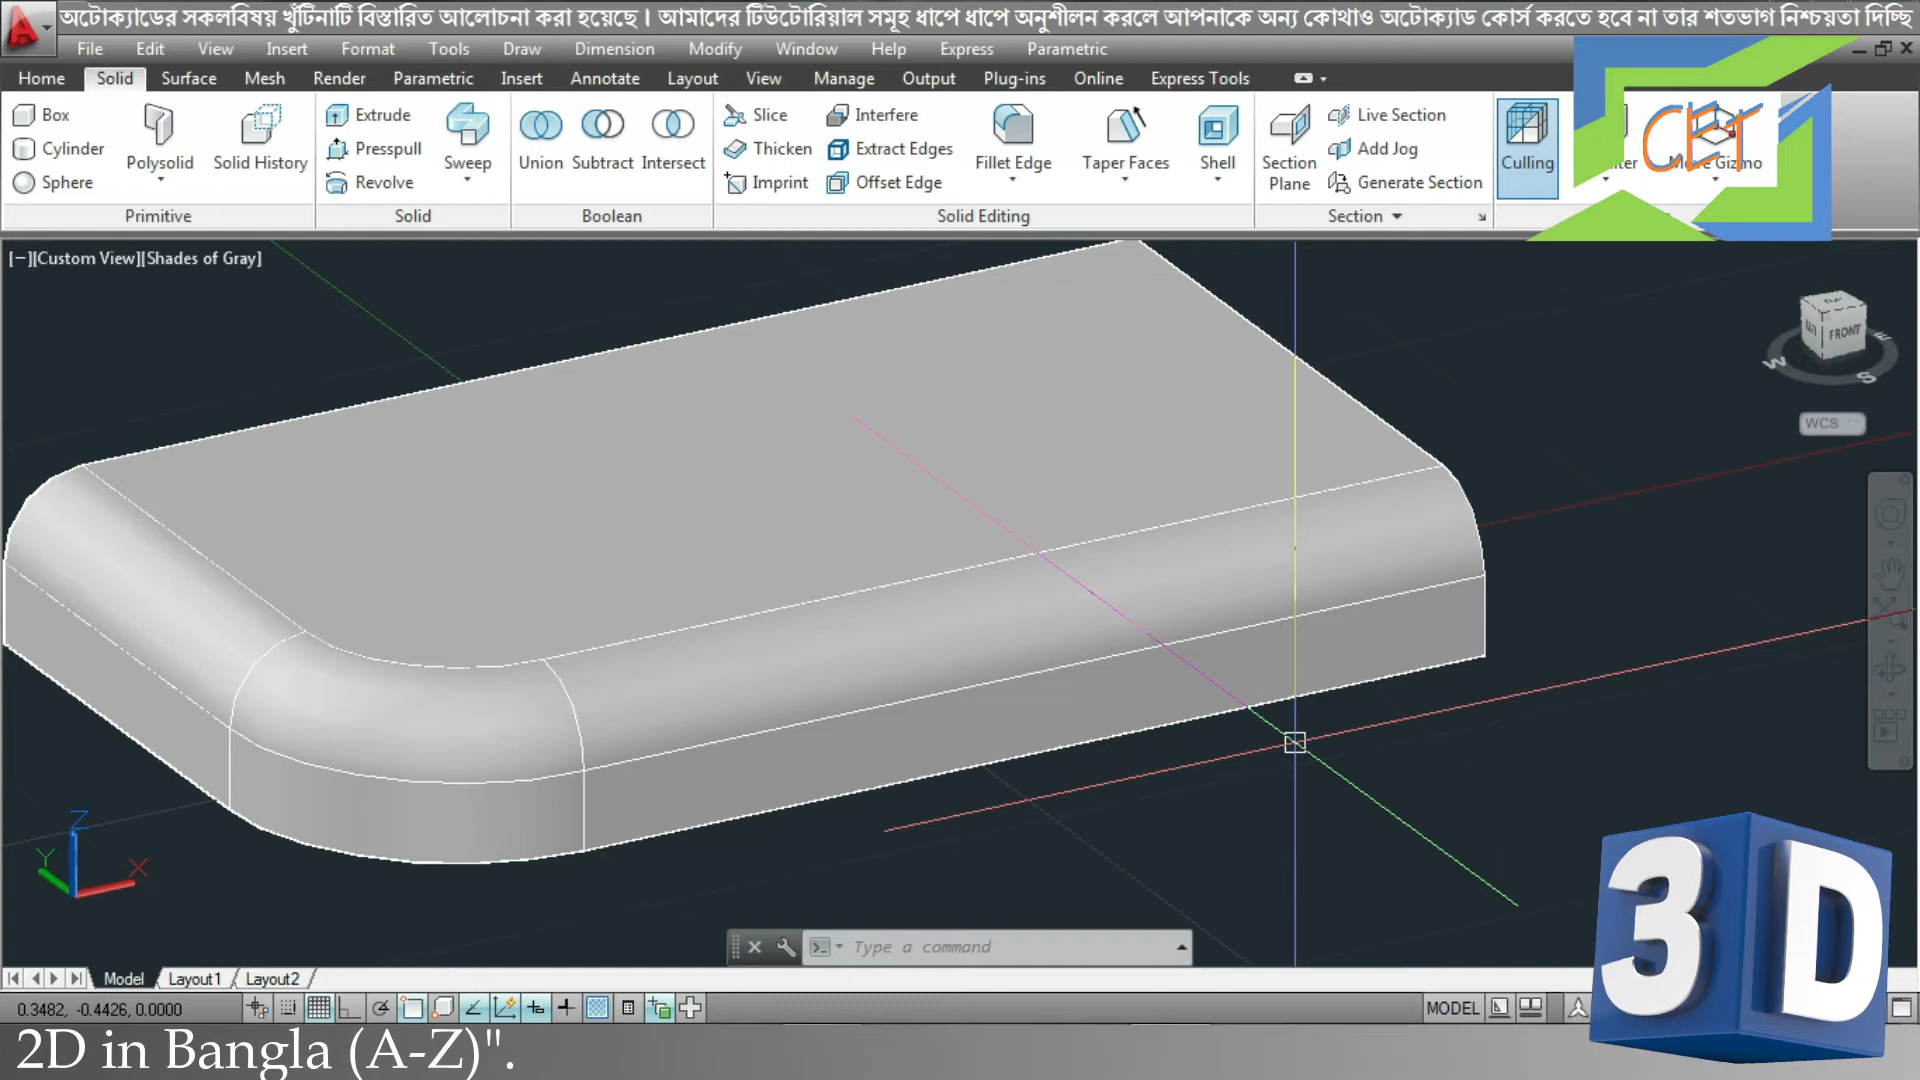 অটোক্যাডের সকলবিষয় খুঁটিনাটি বিস্তারিত আলোচনা করা হয়েছে। আমাদের টিউটোরিয়াল সমূহ ধাপে ধাপে অনুশীলন করলে আপনাকে অন্য কোথাও অটোক্যাড কোর্স করতে হবে না তার শতভাগ নিশ্চয়তা দিচ্ছি
File Edit View Insert Format Tools Draw Dimension Modify Window Help Express Parametric
Home Solid Surface Mesh Render Parametric Insert Annotate Layout View Manage Output Plug-ins Online Express Tools
Box Extrude Slice Interfere Live Section
Cylinder Presspull Thicken Extract Edges Add Jog
Polysolid Solid History Sweep Union Subtract Intersect Fillet Edge Taper Faces Shell Section Plane Culling
Sphere Revolve Imprint Offset Edge Generate Section
CET
Primitive Solid Boolean Solid Editing Section
[−][Custom View][Shades of Gray]
FRONT
W S E
WCS
Z
Y X
Type a command
Model Layout1 Layout2
0.3482, -0.4426, 0.0000 MODEL
3D
2D in Bangla (A-Z)".